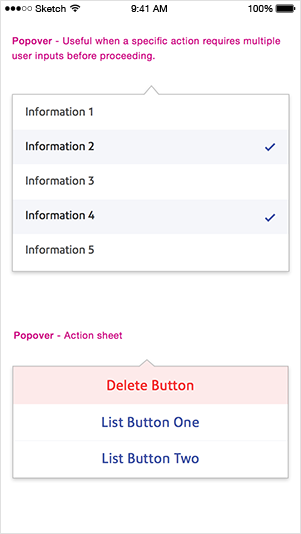 ●●●○○ Sketch 9:41 AM 100%
Popover - Useful when a specific action requires multiple
user inputs before proceeding.
Information 1
Information 2
Information 3
Information 4
Information 5
Popover - Action sheet
Delete Button
List Button One
List Button Two